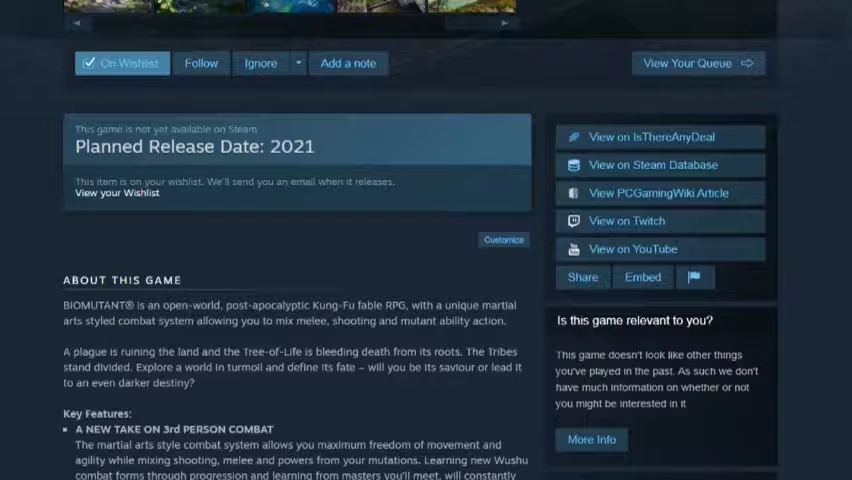 On Wishlist
Follow
Ignore
Add a note
View Your Queue
This game is not yet available on Steam
Planned Release Date: 2021
This item is on your wishlist. We'll send you an email when it releases.
View your Wishlist
Customize
ABOUT THIS GAME
BIOMUTANT® is an open-world, post-apocalyptic Kung-Fu fable RPG, with a unique martial
arts styled combat system allowing you to mix melee, shooting and mutant ability action.
A plague is ruining the land and the Tree-of-Life is bleeding death from its roots. The Tribes
stand divided. Explore a world in turmoil and define its fate – will you be its saviour or lead it
to an even darker destiny?
Key Features:
A NEW TAKE ON 3rd PERSON COMBAT
The martial arts style combat system allows you maximum freedom of movement and
agility while mixing shooting, melee and powers from your mutations. Learning new Wushu
combat forms through progression and learning from masters you'll meet, will constantly
View on IsThereAnyDeal
View on Steam Database
View PCGamingWiki Article
View on Twitch
View on YouTube
Share
Embed
Is this game relevant to you?
This game doesn't look like other things
you've played in the past. As such we don't
have much information on whether or not
you might be interested in it
More Info